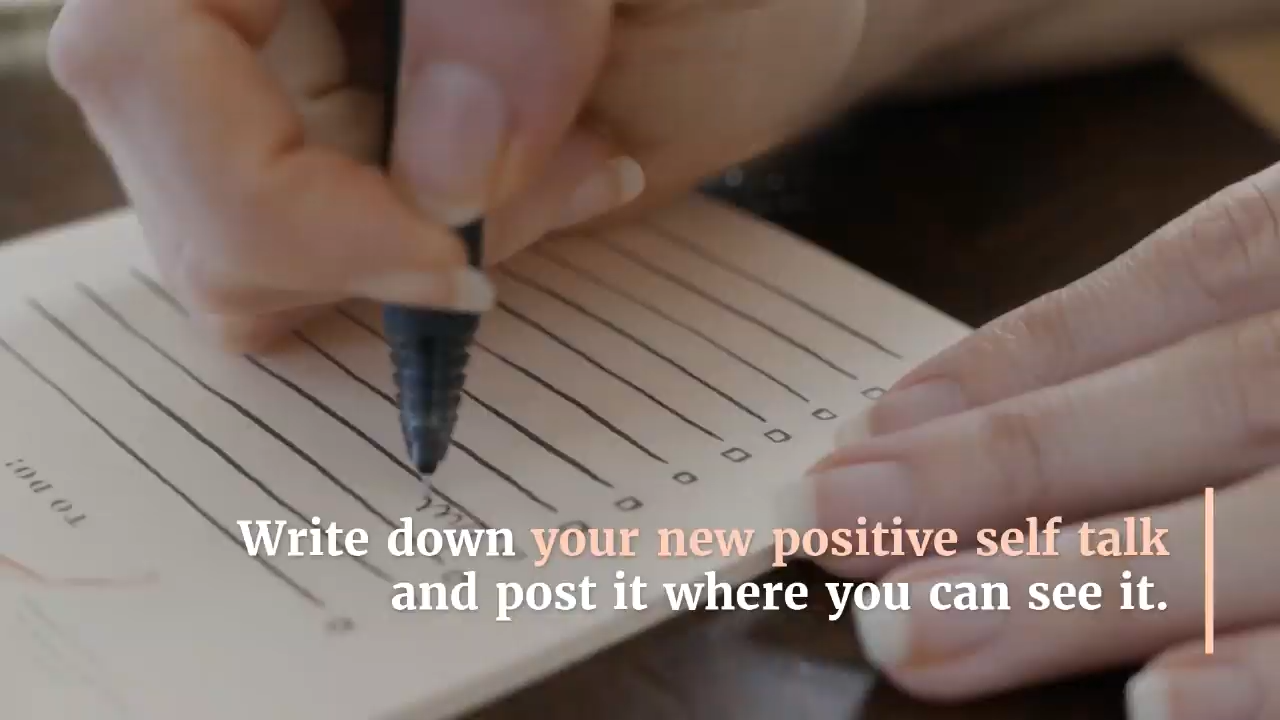 Write down your new positive self talk
and post it where you can see it.
TO DO: